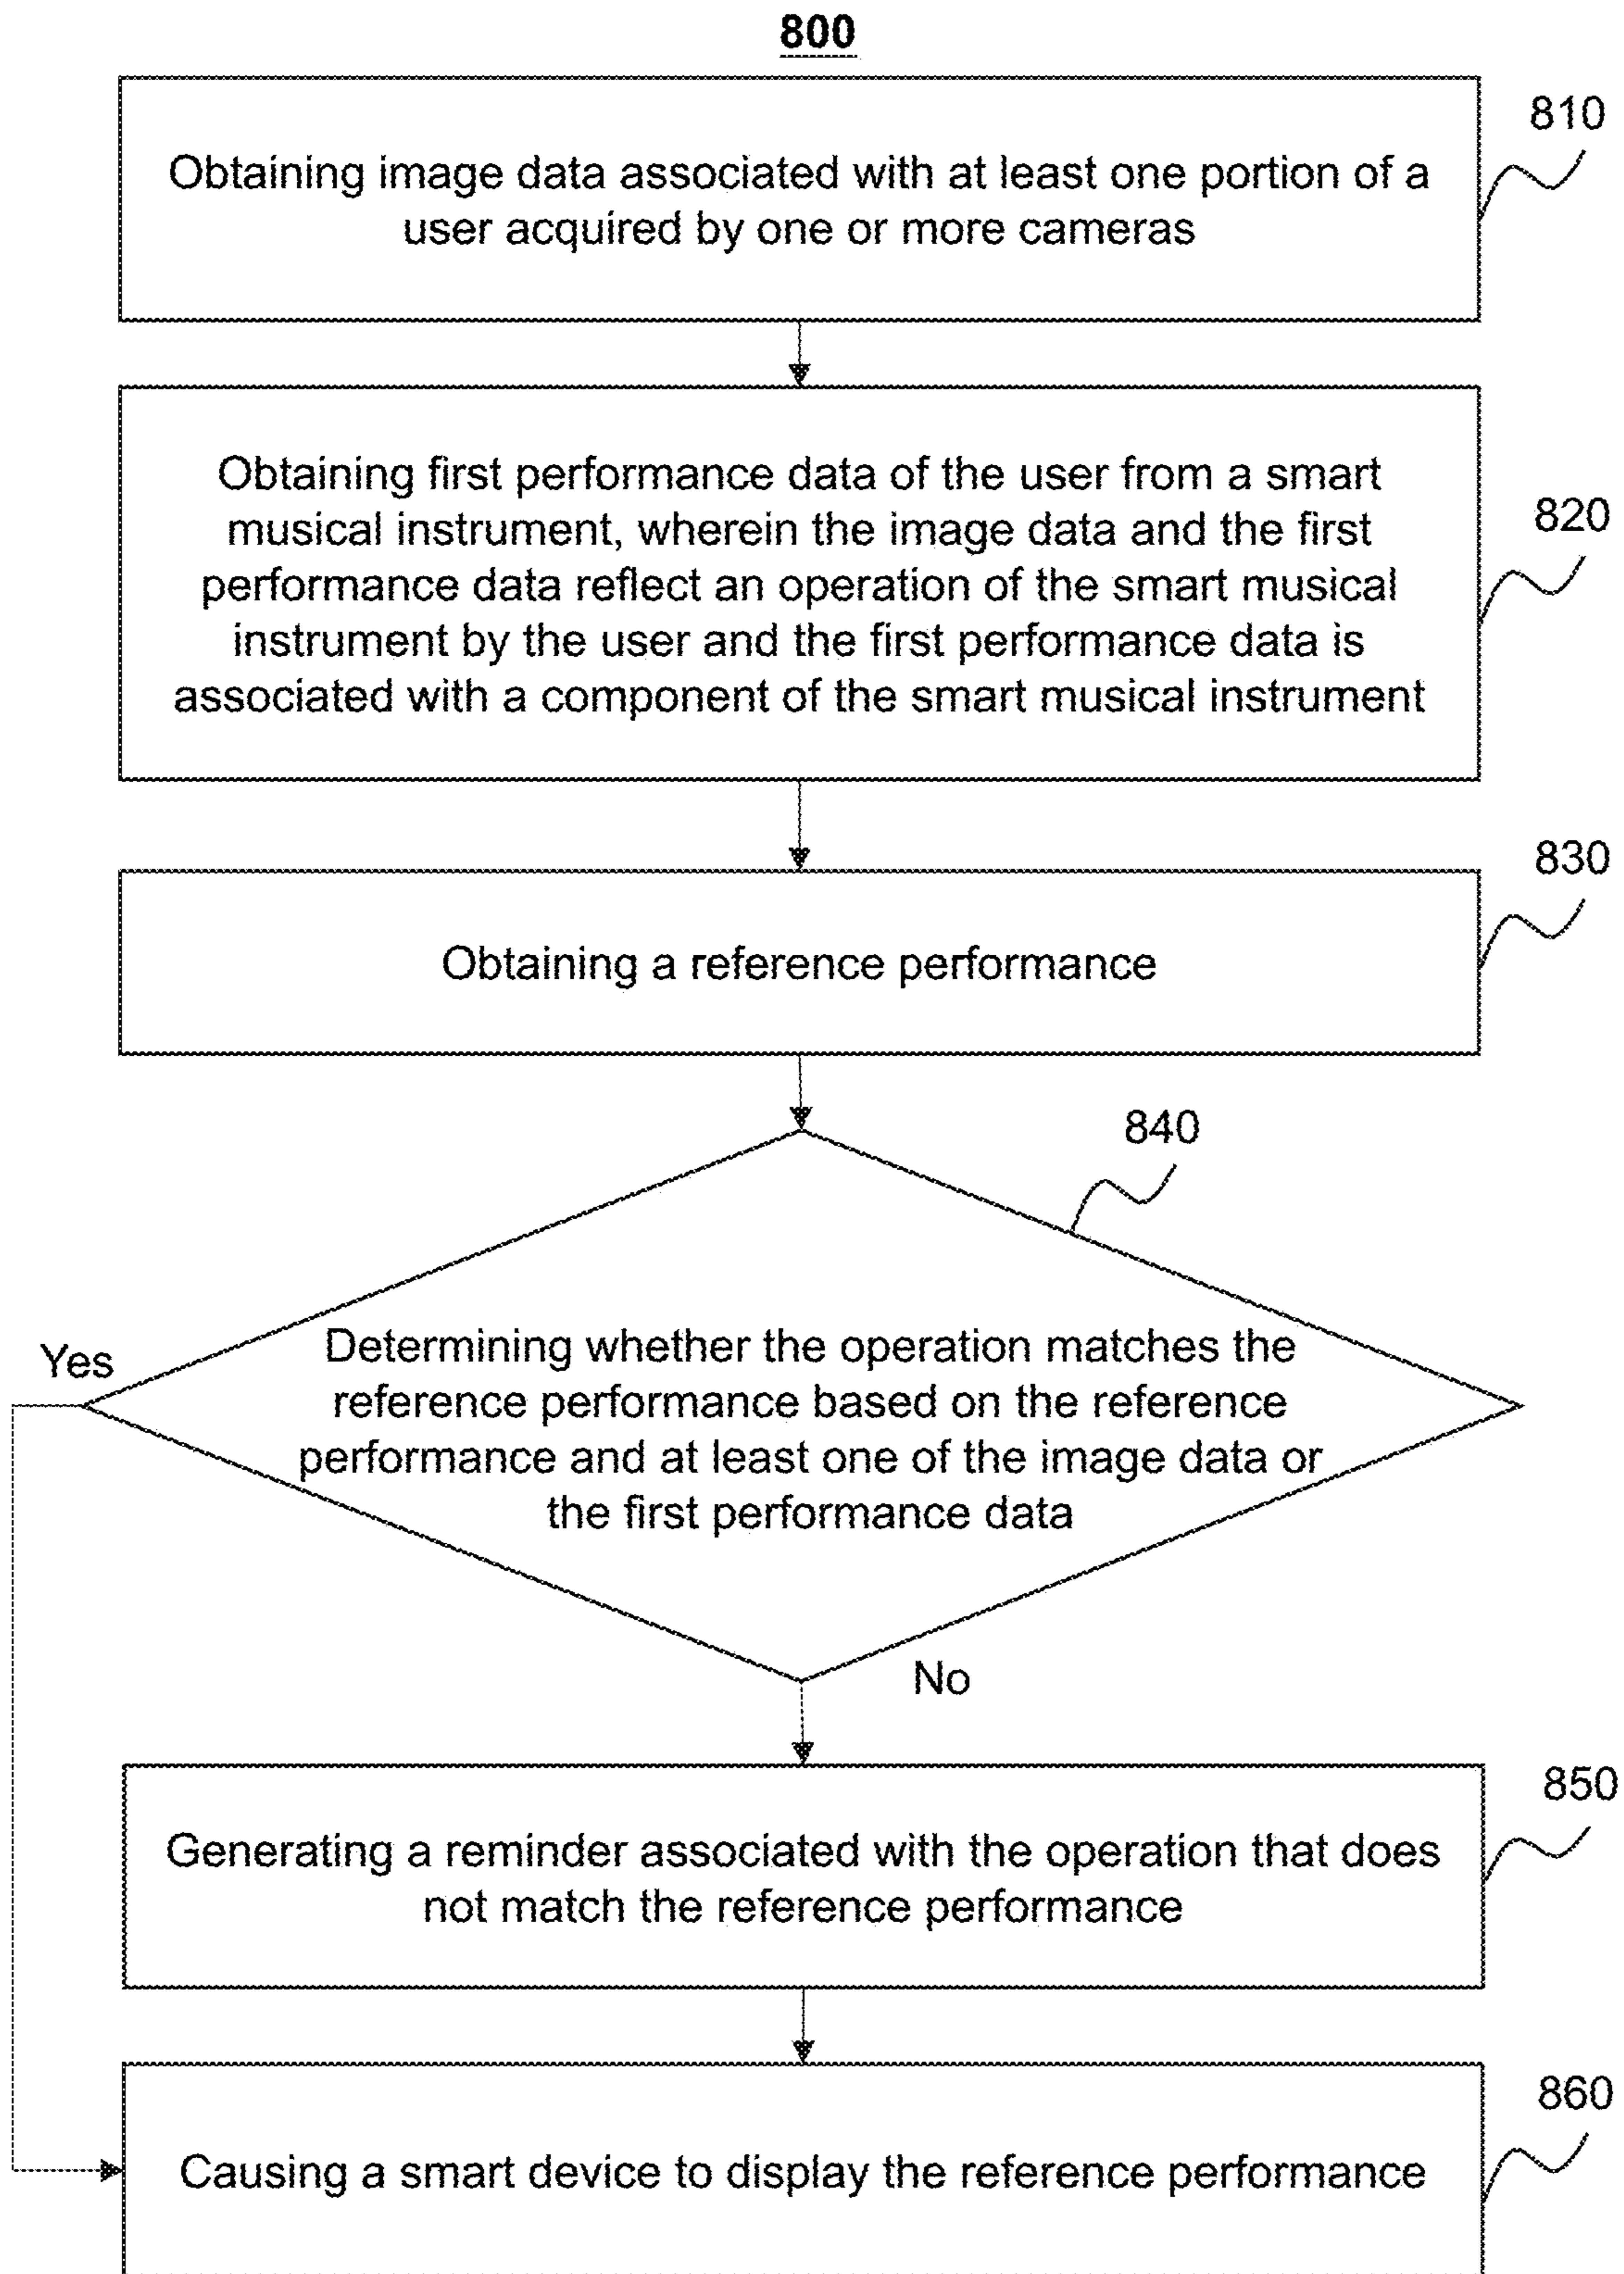 800
810
Obtaining image data associated with at least one portion of a
user acquired by one or more cameras
Obtaining first performance data of the user from a smart
musical instrument, wherein the image data and the first
performance data reflect an operation of the smart musical
instrument by the user and the first performance data is
associated with a component of the smart musical instrument
820
830
Obtaining a reference performance
840
Yes
Determining whether the operation matches the
reference performance based on the reference
performance and at least one of the image data or
the first performance data
No
850
Generating a reminder associated with the operation that does
not match the reference performance
860
Causing a smart device to display the reference performance